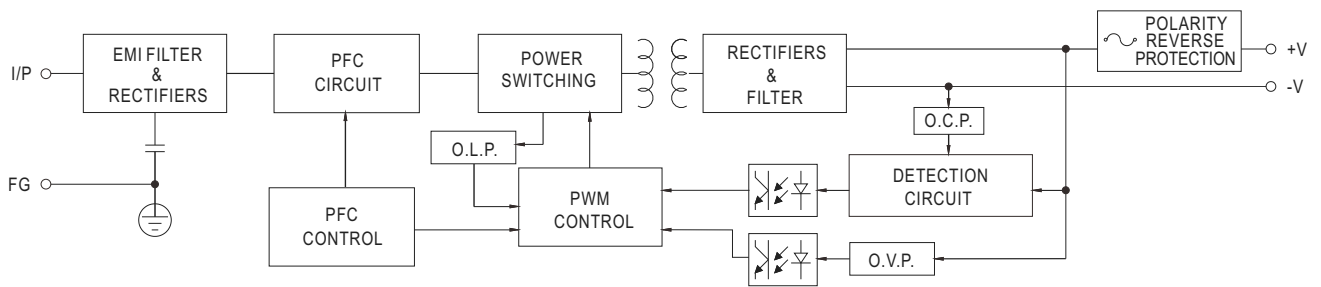 I/P
EMI FILTER
&
RECTIFIERS
PFC
CIRCUIT
POWER
SWITCHING
RECTIFIERS
&
FILTER
POLARITY
REVERSE
PROTECTION
+V
-V
O.L.P.
O.C.P.
FG
PFC
CONTROL
PWM
CONTROL
DETECTION
CIRCUIT
O.V.P.